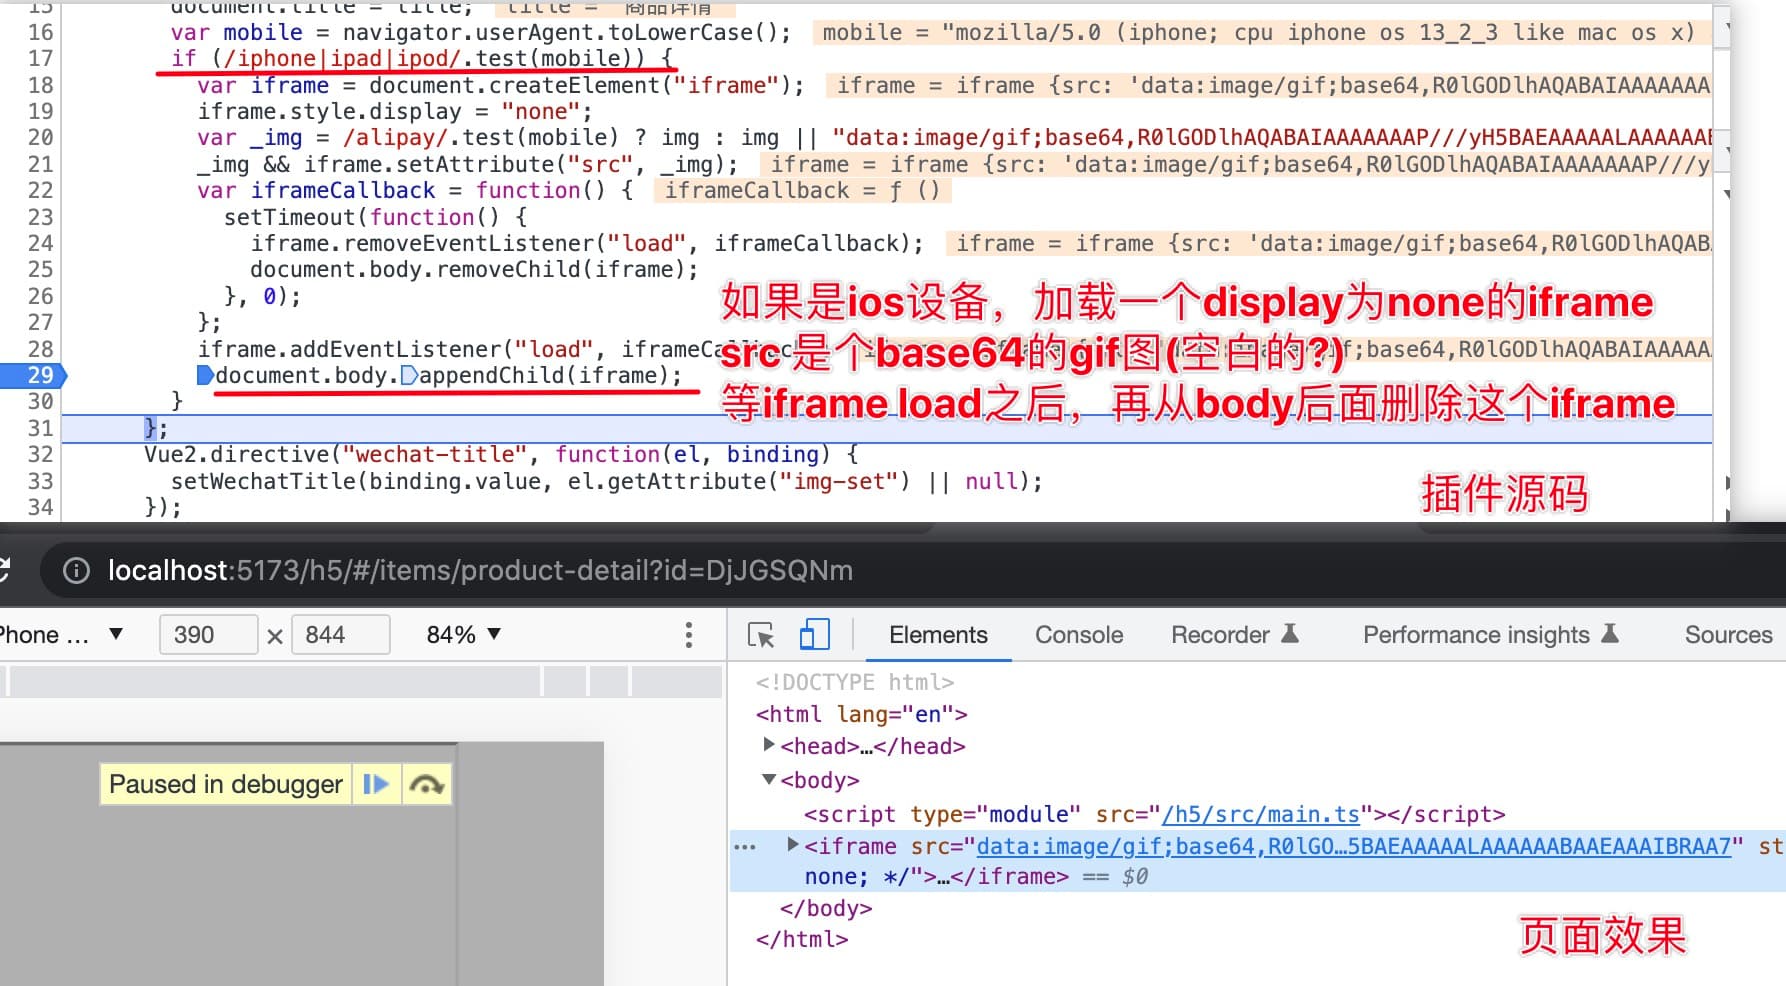 15 document.title = title; title = "商品详情"
16 var mobile = navigator.userAgent.toLowerCase(); mobile = "mozilla/5.0 (iphone; cpu iphone os 13_2_3 like mac os x)
17 if (/iphone|ipad|ipod/.test(mobile)) {
18 var iframe = document.createElement("iframe"); iframe = iframe {src: 'data:image/gif;base64,R0lGODlhAQABAIAAAAAAA
19 iframe.style.display = "none";
20 var _img = /alipay/.test(mobile) ? img : img || "data:image/gif;base64,R0lGODlhAQABAIAAAAAAAP///yH5BAEAAAAALAAAAAAB
21 _img && iframe.setAttribute("src", _img); iframe = iframe {src: 'data:image/gif;base64,R0lGODlhAQABAIAAAAAAAP///y
22 var iframeCallback = function() { iframeCallback = ƒ ()
23 setTimeout(function() {
24 iframe.removeEventListener("load", iframeCallback); iframe = iframe {src: 'data:image/gif;base64,R0lGODlhAQAB
25 document.body.removeChild(iframe);
26 }, 0);
27 };
如果是ios设备，加载一个display为none的iframe
28 iframe.addEventListener("load", iframeC
;base64,R0lGODlhAQABAIAAAAA
src 是个base64的gif图(空白的?)
29 document.body.appendChild(iframe);
30 }
等iframe load之后，再从body后面删除这个iframe
31 };
32 Vue2.directive("wechat-title", function(el, binding) {
33 setWechatTitle(binding.value, el.getAttribute("img-set") || null);
34 });
插件源码
localhost:5173/h5/#/items/product-detail?id=DjJGSQNm
Phone ... ▼ 390 × 844 84% ▼
Elements Console Recorder Performance insights Sources
<!DOCTYPE html>
<html lang="en">
<head>…</head>
<body>
Paused in debugger
<script type="module" src="/h5/src/main.ts"></script>
<iframe src="data:image/gif;base64,R0lGO…5BAEAAAAALAAAAAABAAEAAAIBRAA7" st
none; */">…</iframe> == $0
</body>
</html>
页面效果